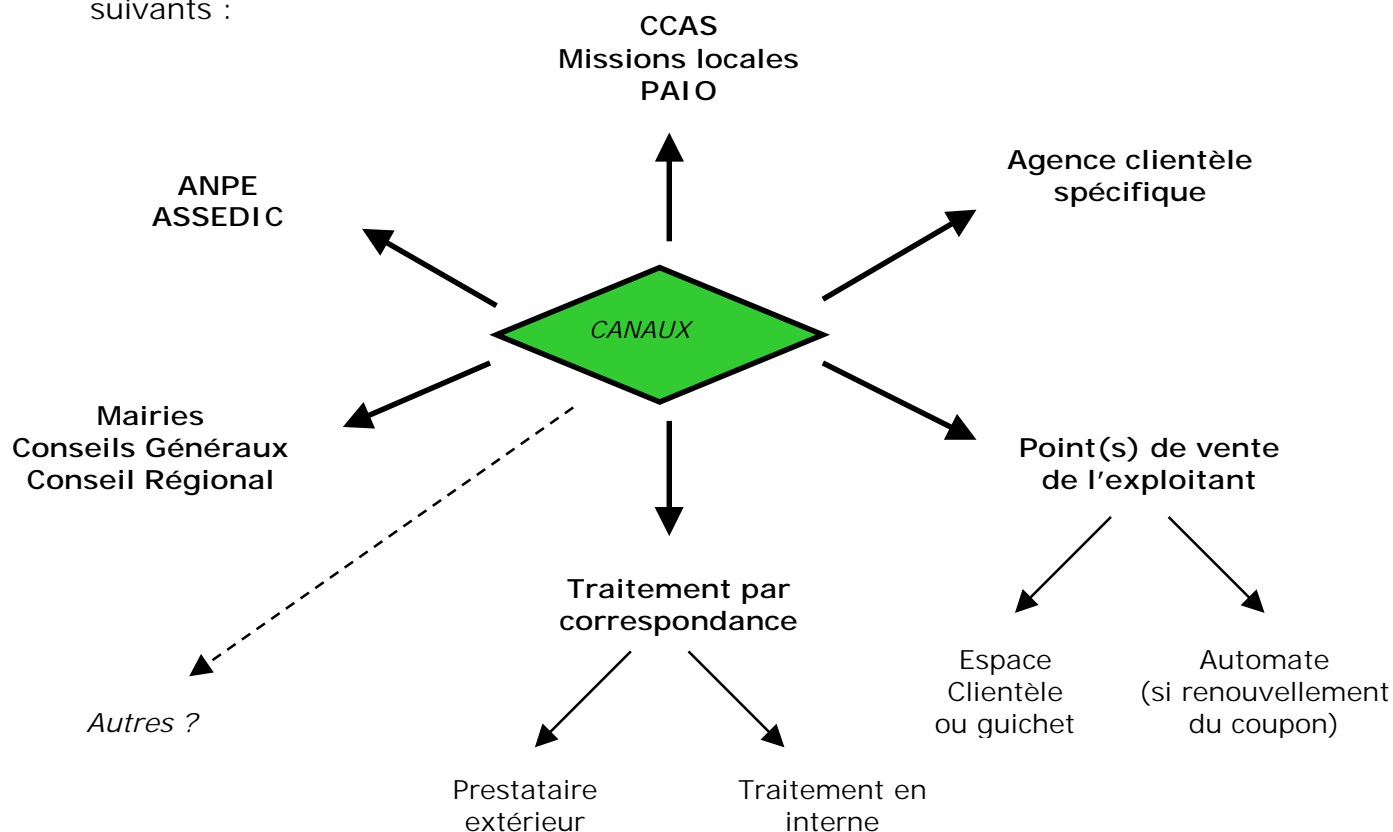 suivants :
CCAS
Missions locales
PAIO
Agence clientèle
spécifique
ANPE
ASSEDIC
CANAUX
Mairies
Conseils Généraux
Conseil Régional
Point(s) de vente
de l'exploitant
Traitement par
correspondance
Espace
Clientèle
ou guichet
Automate
(si renouvellement
du coupon)
Autres ?
Prestataire
extérieur
Traitement en
interne